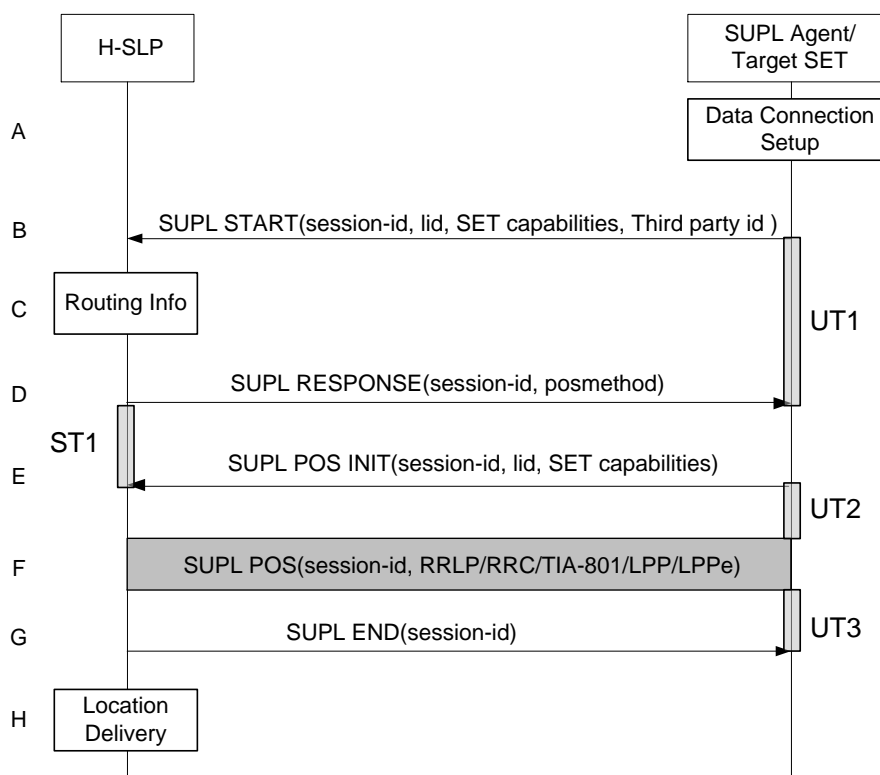 H-SLP
SUPL Agent/
Target SET
A
Data Connection
Setup
B
SUPL START(session-id, lid, SET capabilities, Third party id )
C
Routing Info
UT1
D
SUPL RESPONSE(session-id, posmethod)
ST1
E
SUPL POS INIT(session-id, lid, SET capabilities)
UT2
F
SUPL POS(session-id, RRLP/RRC/TIA-801/LPP/LPPe)
G
SUPL END(session-id)
UT3
H
Location
Delivery